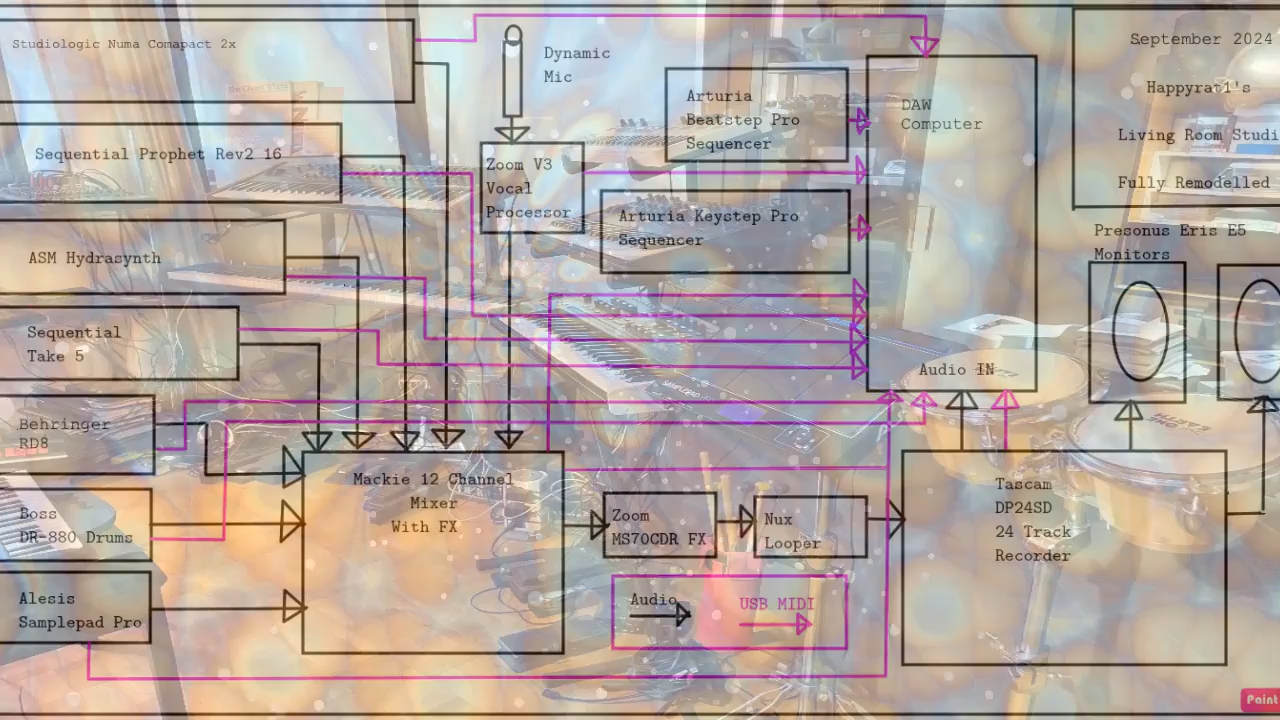 Studiologic Numa Comapact 2x
Sequential Prophet Rev2 16
ASM Hydrasynth
Sequential
Take 5
Behringer
RD8
Boss
DR-880 Drums
Alesis
Samplepad Pro
Dynamic
Mic
Zoom V3
Vocal
Processor
Arturia
Beatstep Pro
Sequencer
Arturia Keystep Pro
Sequencer
DAW
Computer
Audio IN
September 2024
Happyrat1's
Living Room Studi
Fully Remodelled
Presonus Eris E5
Monitors
Mackie 12 Channel
Mixer
With FX
Zoom
MS70CDR FX
Nux
Looper
Tascam
DP24SD
24 Track
Recorder
Audio
USB MIDI
Paint